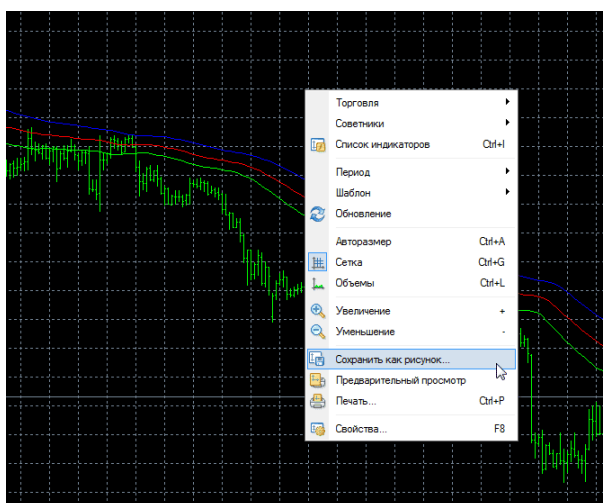 Торговля
Советники
Список индикаторов Ctrl+I
Период
Шаблон
Обновление
Авторазмер Ctrl+A
Сетка Ctrl+G
Объемы Ctrl+L
Увеличение +
Уменьшение -
Сохранить как рисунок...
Предварительный просмотр
Печать... Ctrl+P
Свойства... F8